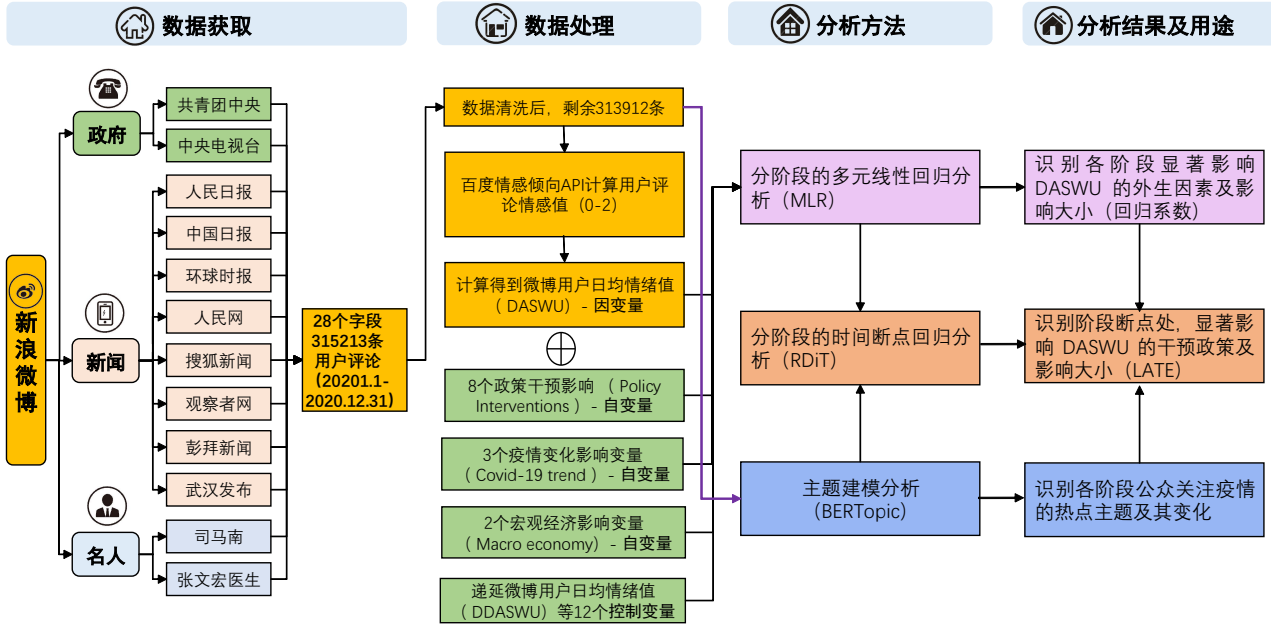 数据获取
数据处理
分析方法
分析结果及用途
新
浪
微
博
政府
新闻
名人
共青团中央
中央电视台
人民日报
中国日报
环球时报
人民网
搜狐新闻
观察者网
彭拜新闻
武汉发布
司马南
张文宏医生
28个字段
315213条
用户评论
(20201.1-
2020.12.31)
数据清洗后，剩余313912条
百度情感倾向API计算用户评
论情感值（0-2）
计算得到微博用户日均情绪值
（ DASWU）- 因变量
8个政策干预影响 （ Policy
Interventions ） - 自变量
3个疫情变化影响变量
（ Covid-19 trend ） - 自变量
2个宏观经济影响变量
（ Macro economy）- 自变量
递延微博用户日均情绪值
（ DDASWU）等12个控制变量
分阶段的多元线性回归分
析（MLR）
分阶段的时间断点回归分
析（RDiT）
主题建模分析
(BERTopic)
识别各阶段显著影响
DASWU 的外生因素及影
响大小（回归系数）
识别阶段断点处，显著影
响 DASWU 的干预政策及
影响大小（LATE）
识别各阶段公众关注疫情
的热点主题及其变化